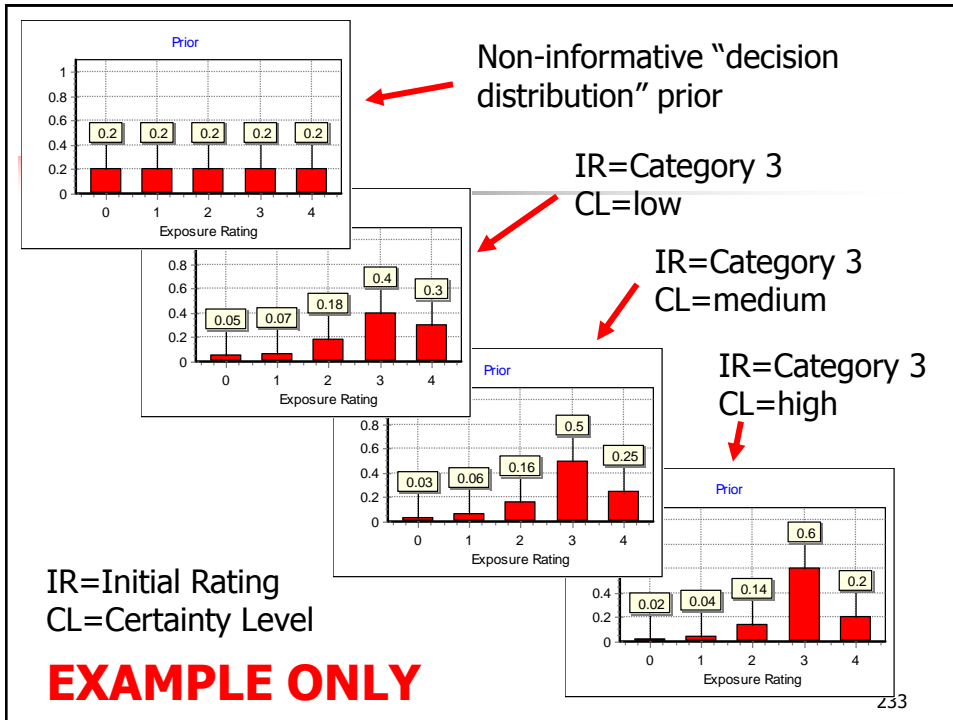 Prior
1
0.8
0.6
0.4
0.2
0
0.2 0.2 0.2 0.2 0.2
0 1 2 3 4
Exposure Rating
Non-informative “decision
distribution” prior
IR=Category 3
CL=low
0.8
0.6
0.4
0.2
0
0.05 0.07 0.18 0.4 0.3
0 1 2 3 4
Exposure Rating
IR=Category 3
CL=medium
Prior
0.8
0.6
0.4
0.2
0
0.03 0.06 0.16 0.5 0.25
0 1 2 3 4
Exposure Rating
IR=Category 3
CL=high
Prior
0.4
0.2
0
0.02 0.04 0.14 0.6 0.2
0 1 2 3 4
Exposure Rating
IR=Initial Rating
CL=Certainty Level
EXAMPLE ONLY
233